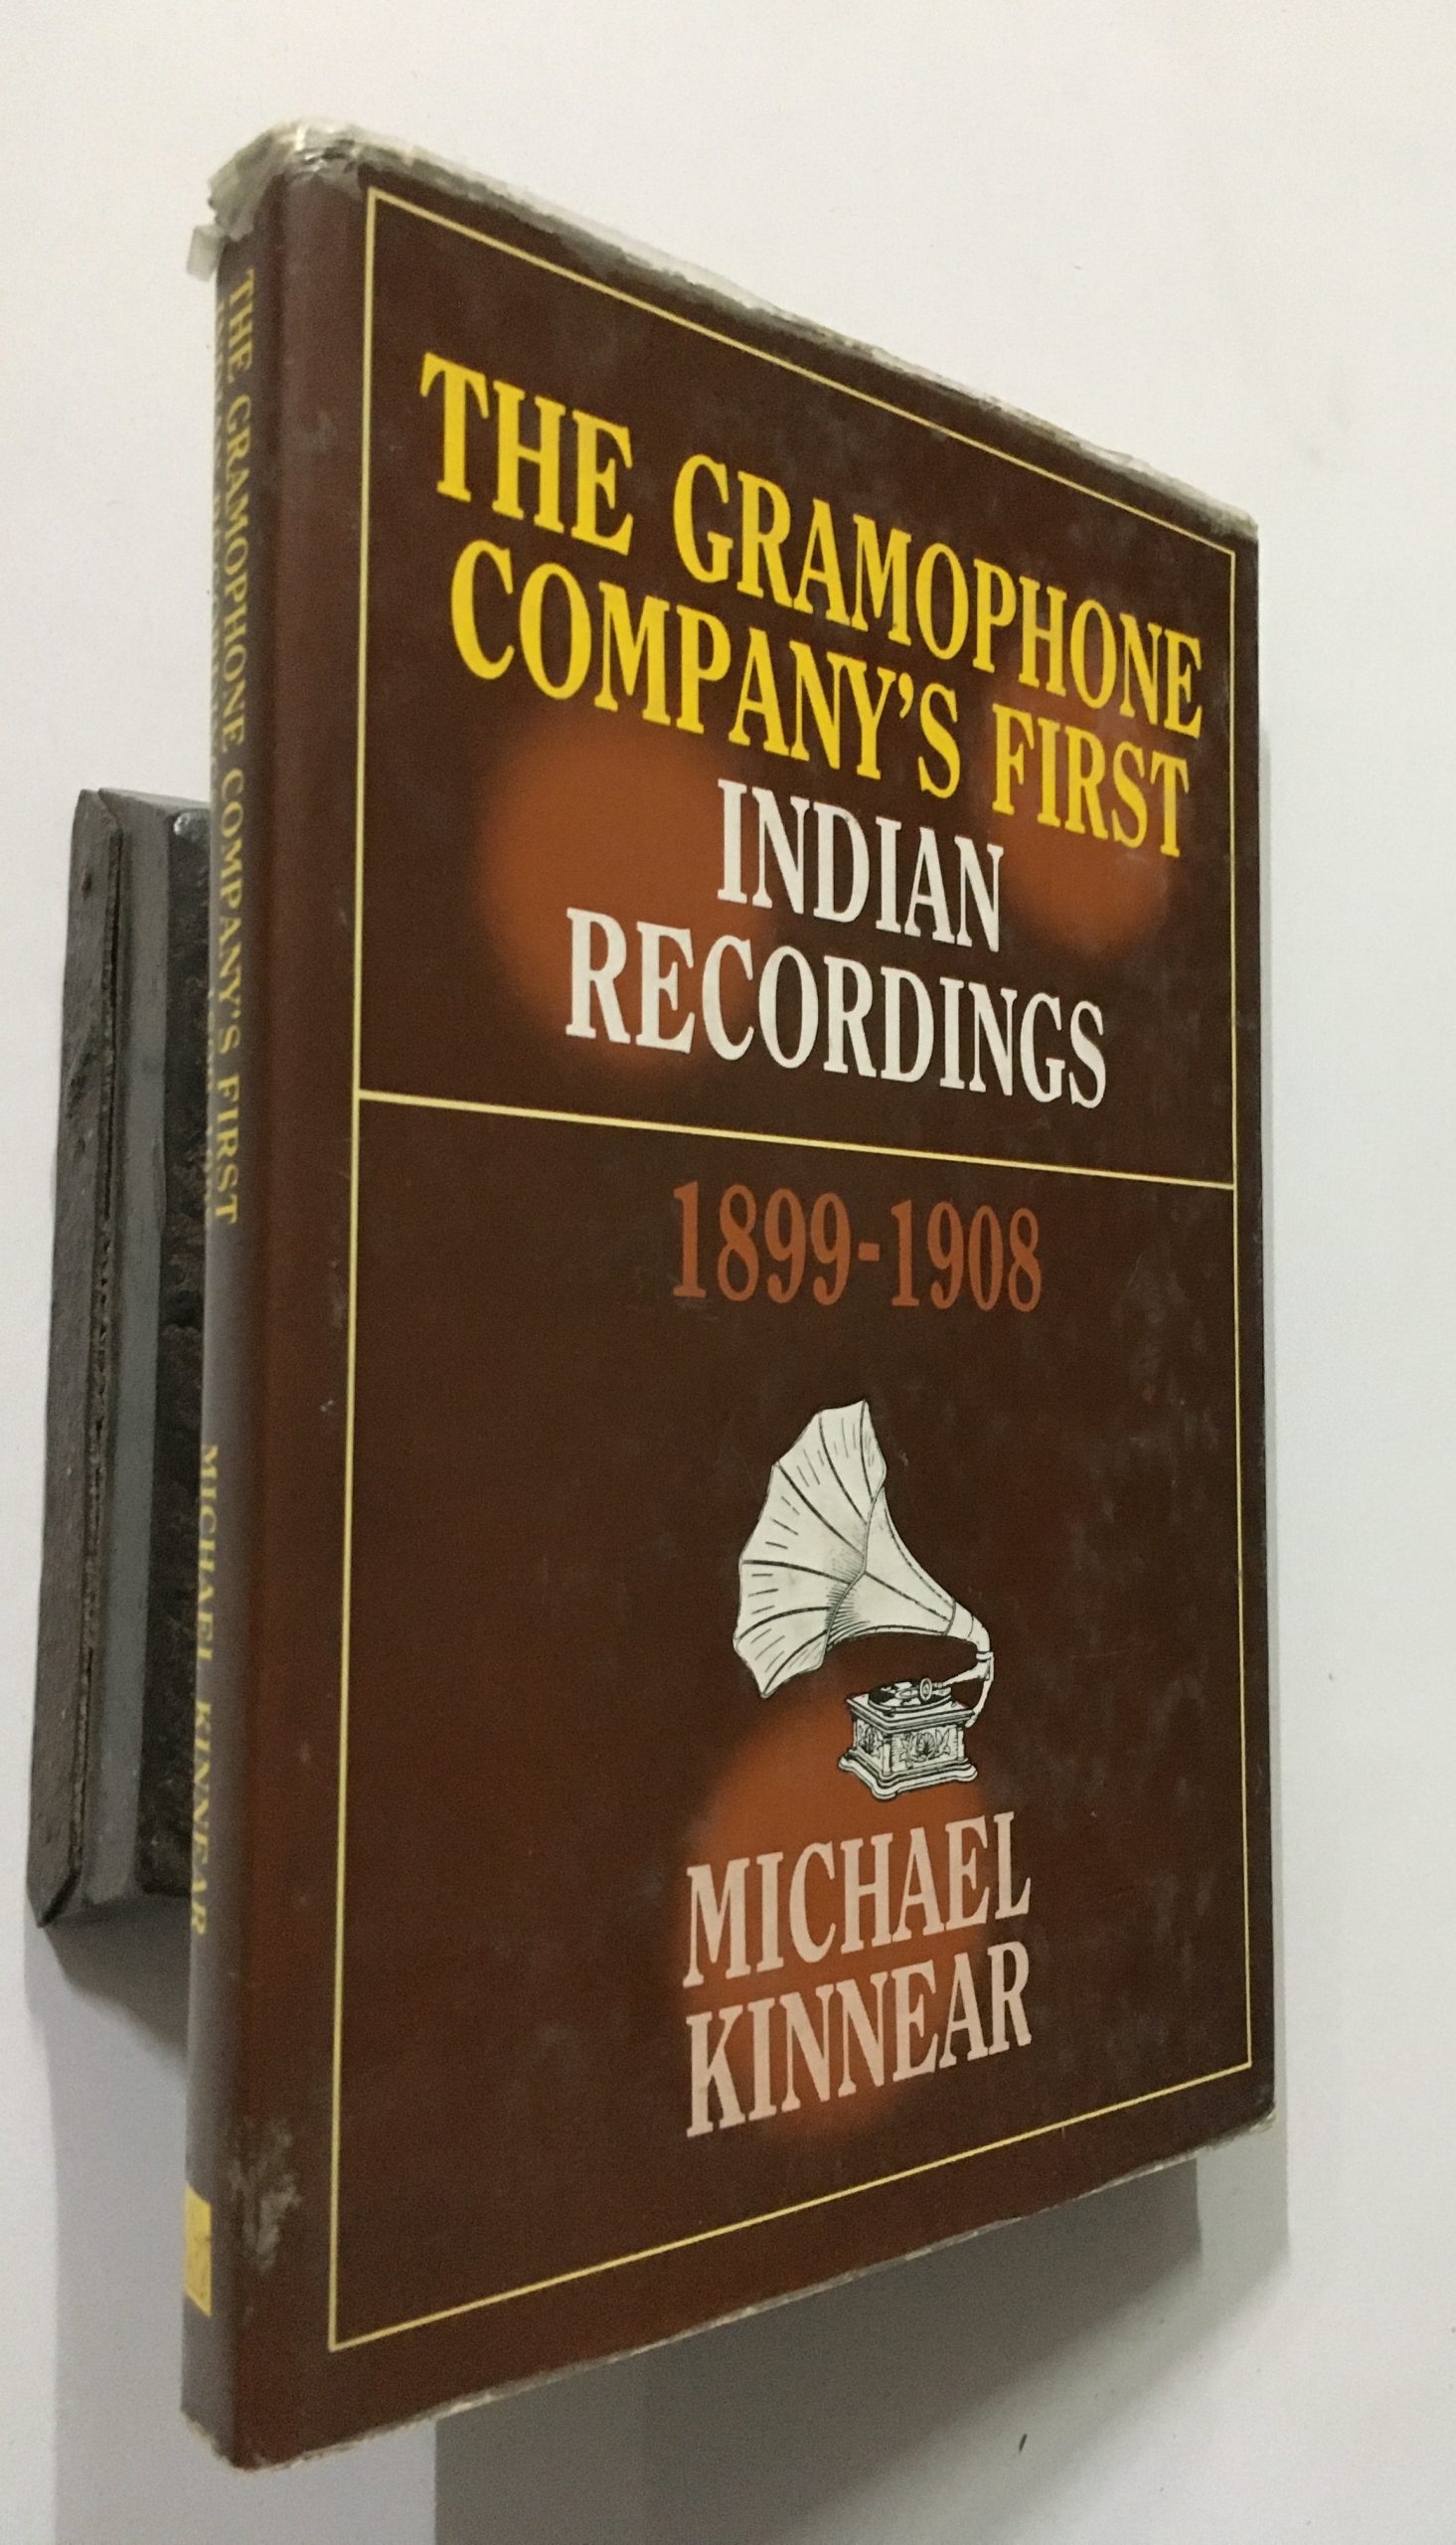 THE GRAMOPHONE
COMPANY'S FIRST
INDIAN
RECORDINGS
1899-1908
MICHAEL
KINNEAR
THE GRAMOPHONE COMPANY'S FIRST
MICHAEL KINNEAR